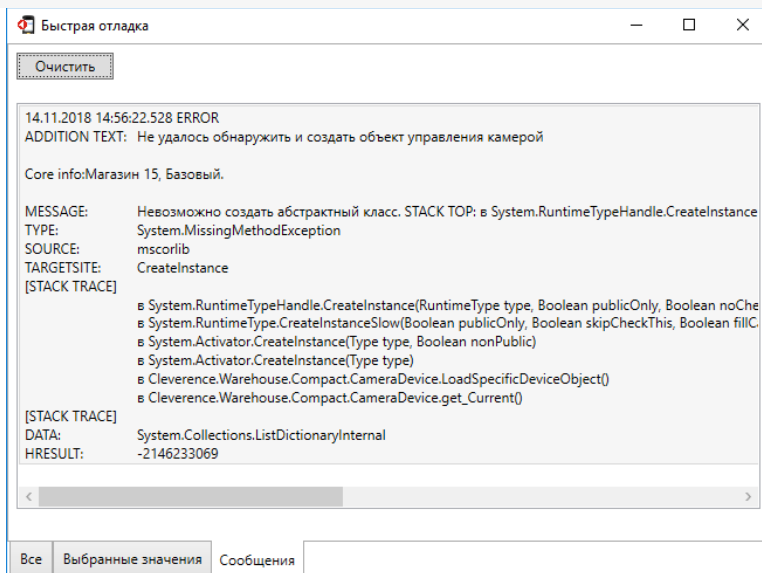 Быстрая отладка
Очистить
14.11.2018 14:56:22.528 ERROR
ADDITION TEXT: Не удалось обнаружить и создать объект управления камерой
Core info:Магазин 15, Базовый.
MESSAGE: Невозможно создать абстрактный класс. STACK TOP: в System.RuntimeTypeHandle.CreateInstance
TYPE: System.MissingMethodException
SOURCE: mscorlib
TARGETSITE: CreateInstance
[STACK TRACE]
в System.RuntimeTypeHandle.CreateInstance(RuntimeType type, Boolean publicOnly, Boolean noChe
в System.RuntimeType.CreateInstanceSlow(Boolean publicOnly, Boolean skipCheckThis, Boolean fillC
в System.Activator.CreateInstance(Type type, Boolean nonPublic)
в System.Activator.CreateInstance(Type type)
в Cleverence.Warehouse.Compact.CameraDevice.LoadSpecificDeviceObject()
в Cleverence.Warehouse.Compact.CameraDevice.get_Current()
[STACK TRACE]
DATA: System.Collections.ListDictionaryInternal
HRESULT: -2146233069
Все Выбранные значения Сообщения